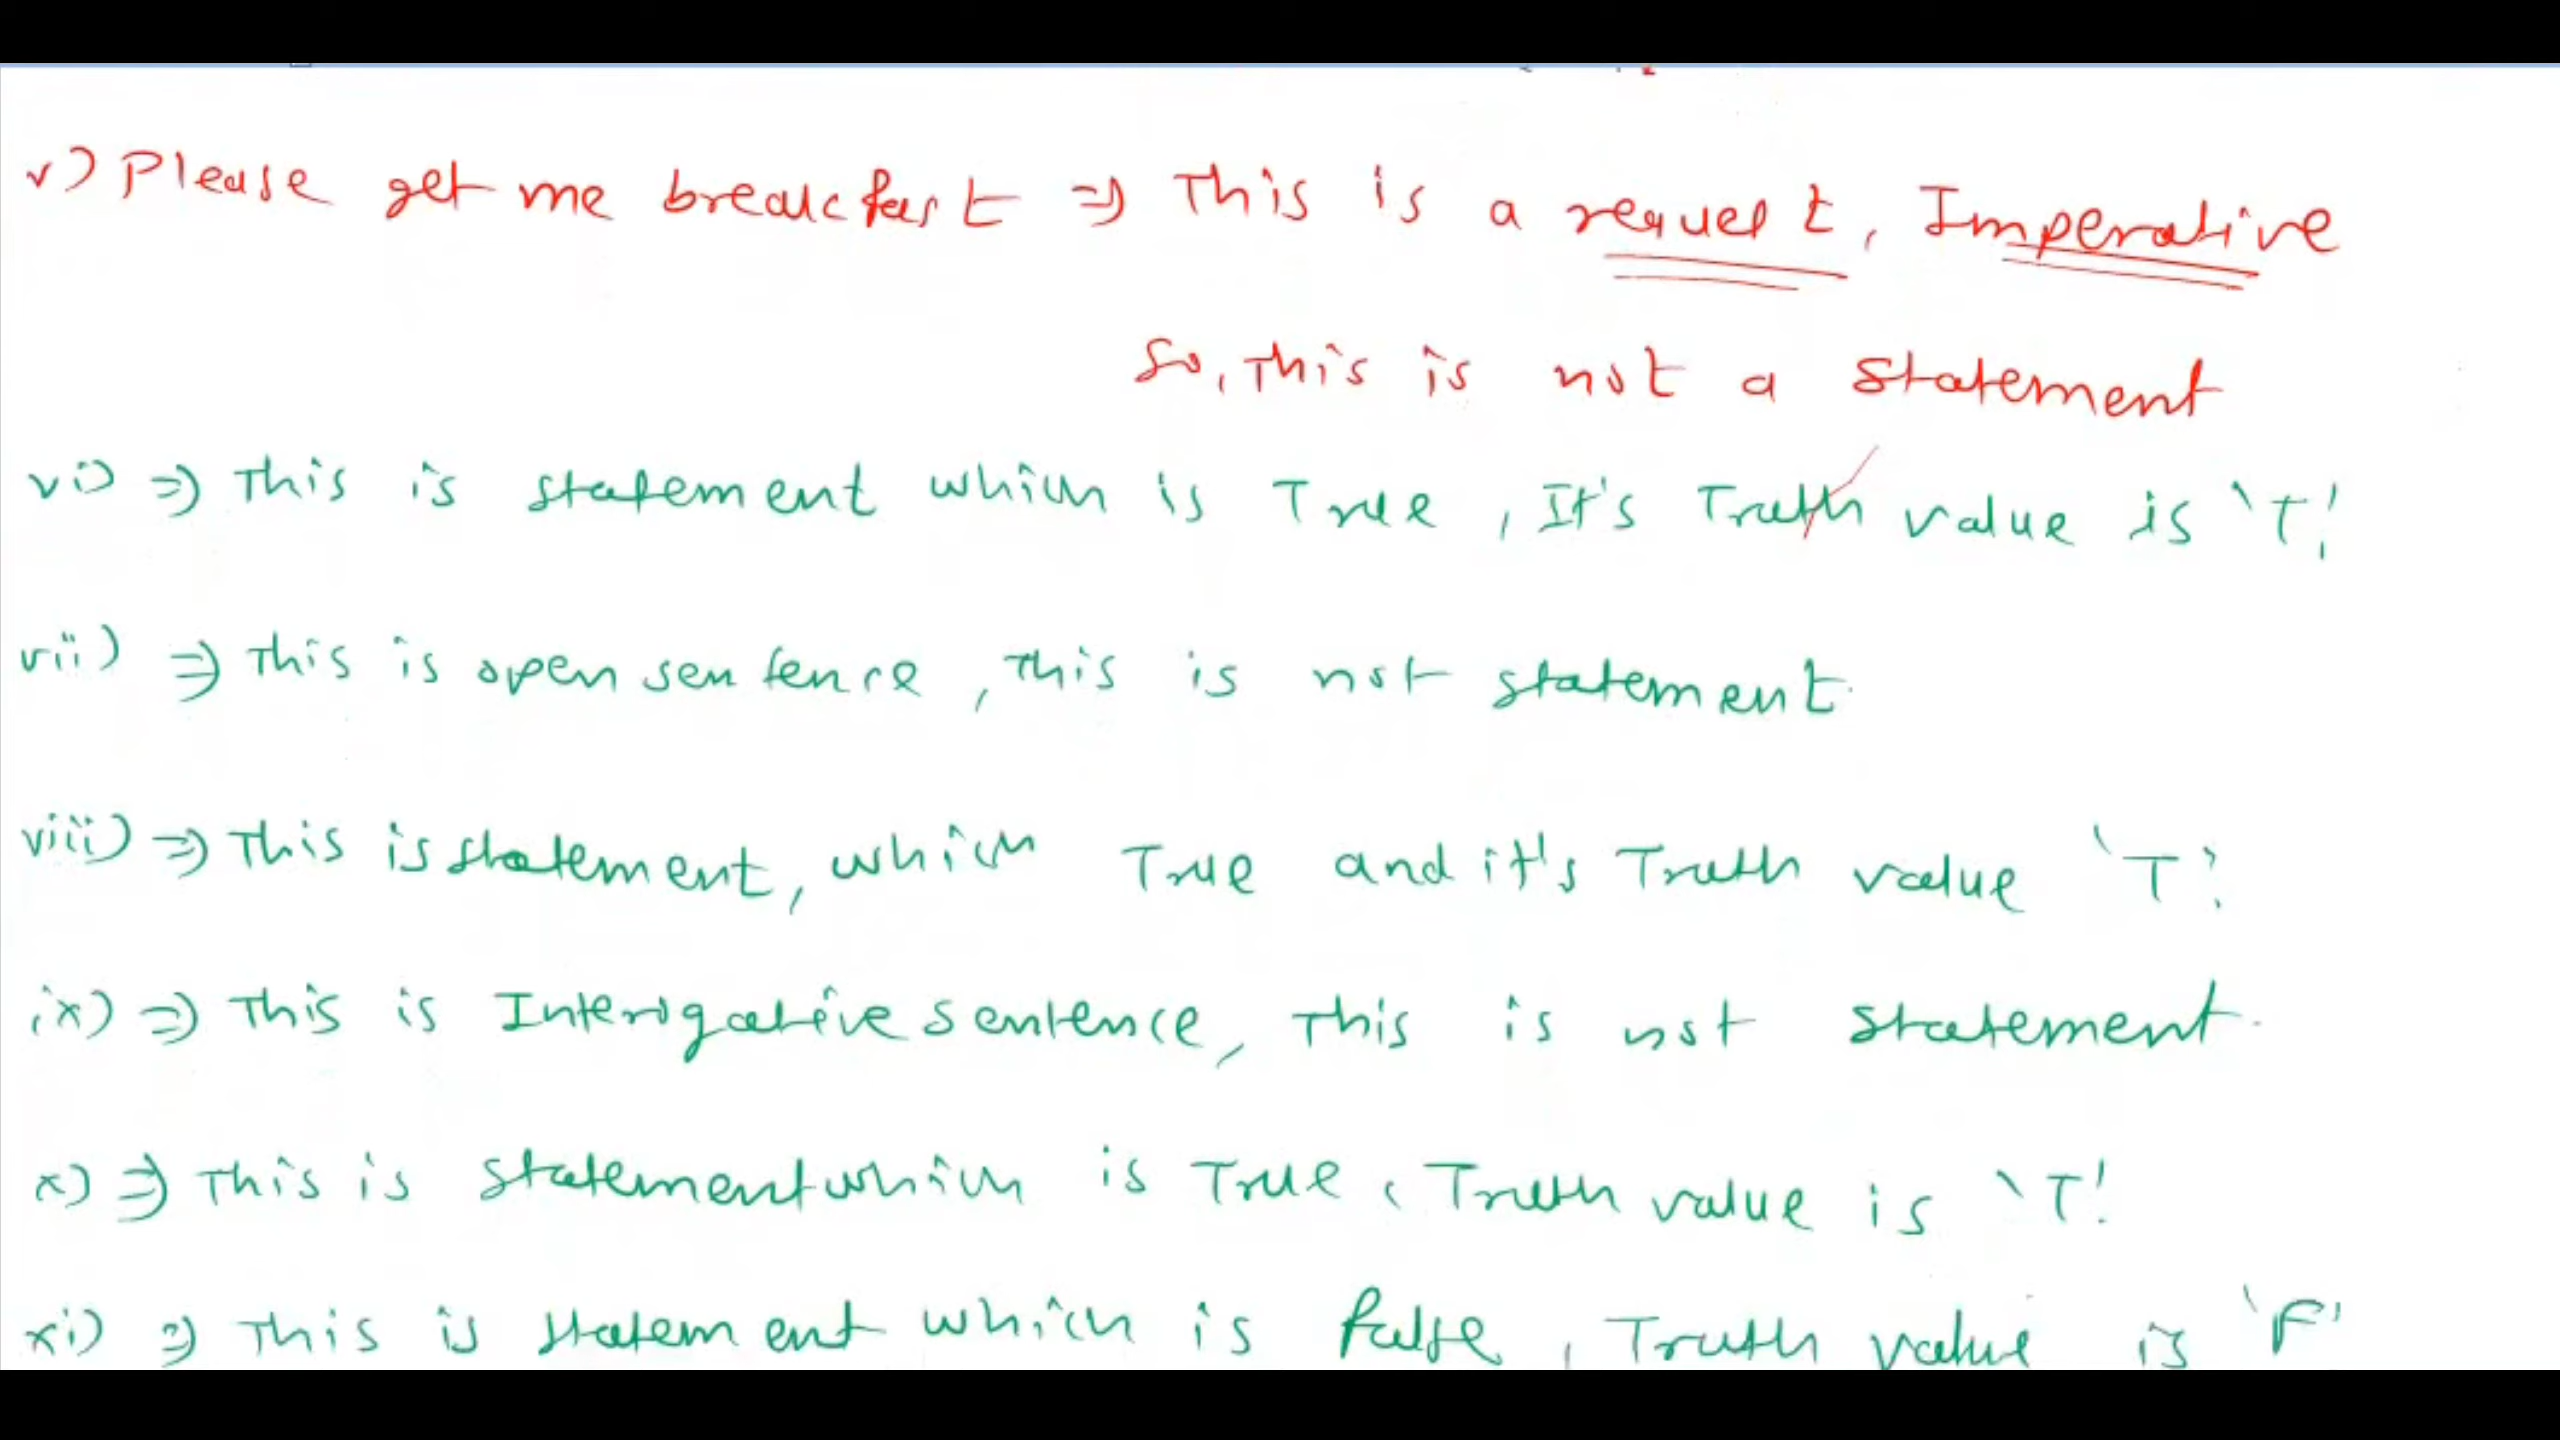 v) Please get me breakfast ⇒ This is a request, Imperative
So, This is not a statement
vi) ⇒ This is statement which is True, It's Truth value is 'T'.
vii) ⇒ This is open sentence, This is not statement.
viii) ⇒ This is statement, which True and it's Truth value 'T'.
ix) ⇒ This is Interigative sentence, This is not statement.
x) ⇒ This is statement which is True, Truth value is 'T'.
xi) ⇒ This is statement which is false, Truth value is 'F'